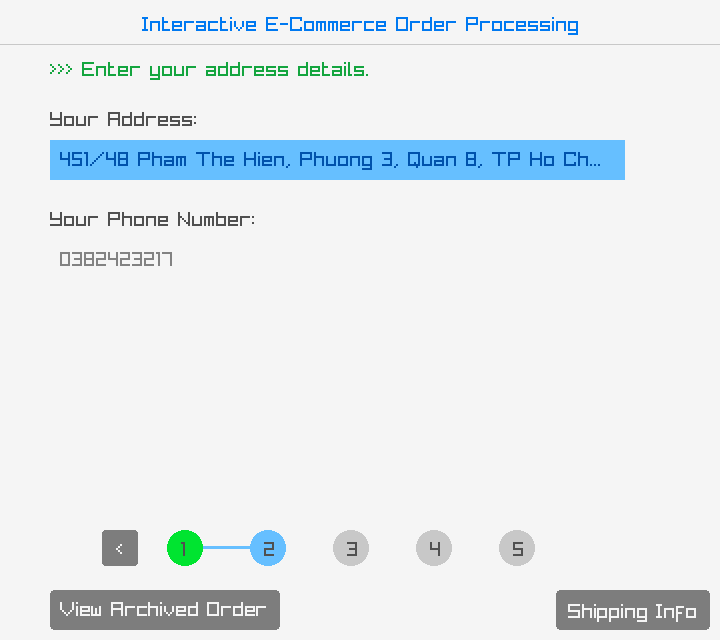 Interactive E-Commerce Order Processing
>>> Enter your address details.
Your Address:
451/48 Pham The Hien, Phuong 3, Quan 8, TP Ho Ch...
Your Phone Number:
0382423217
< 1 2 3 4 5
View Archived Order
Shipping Info